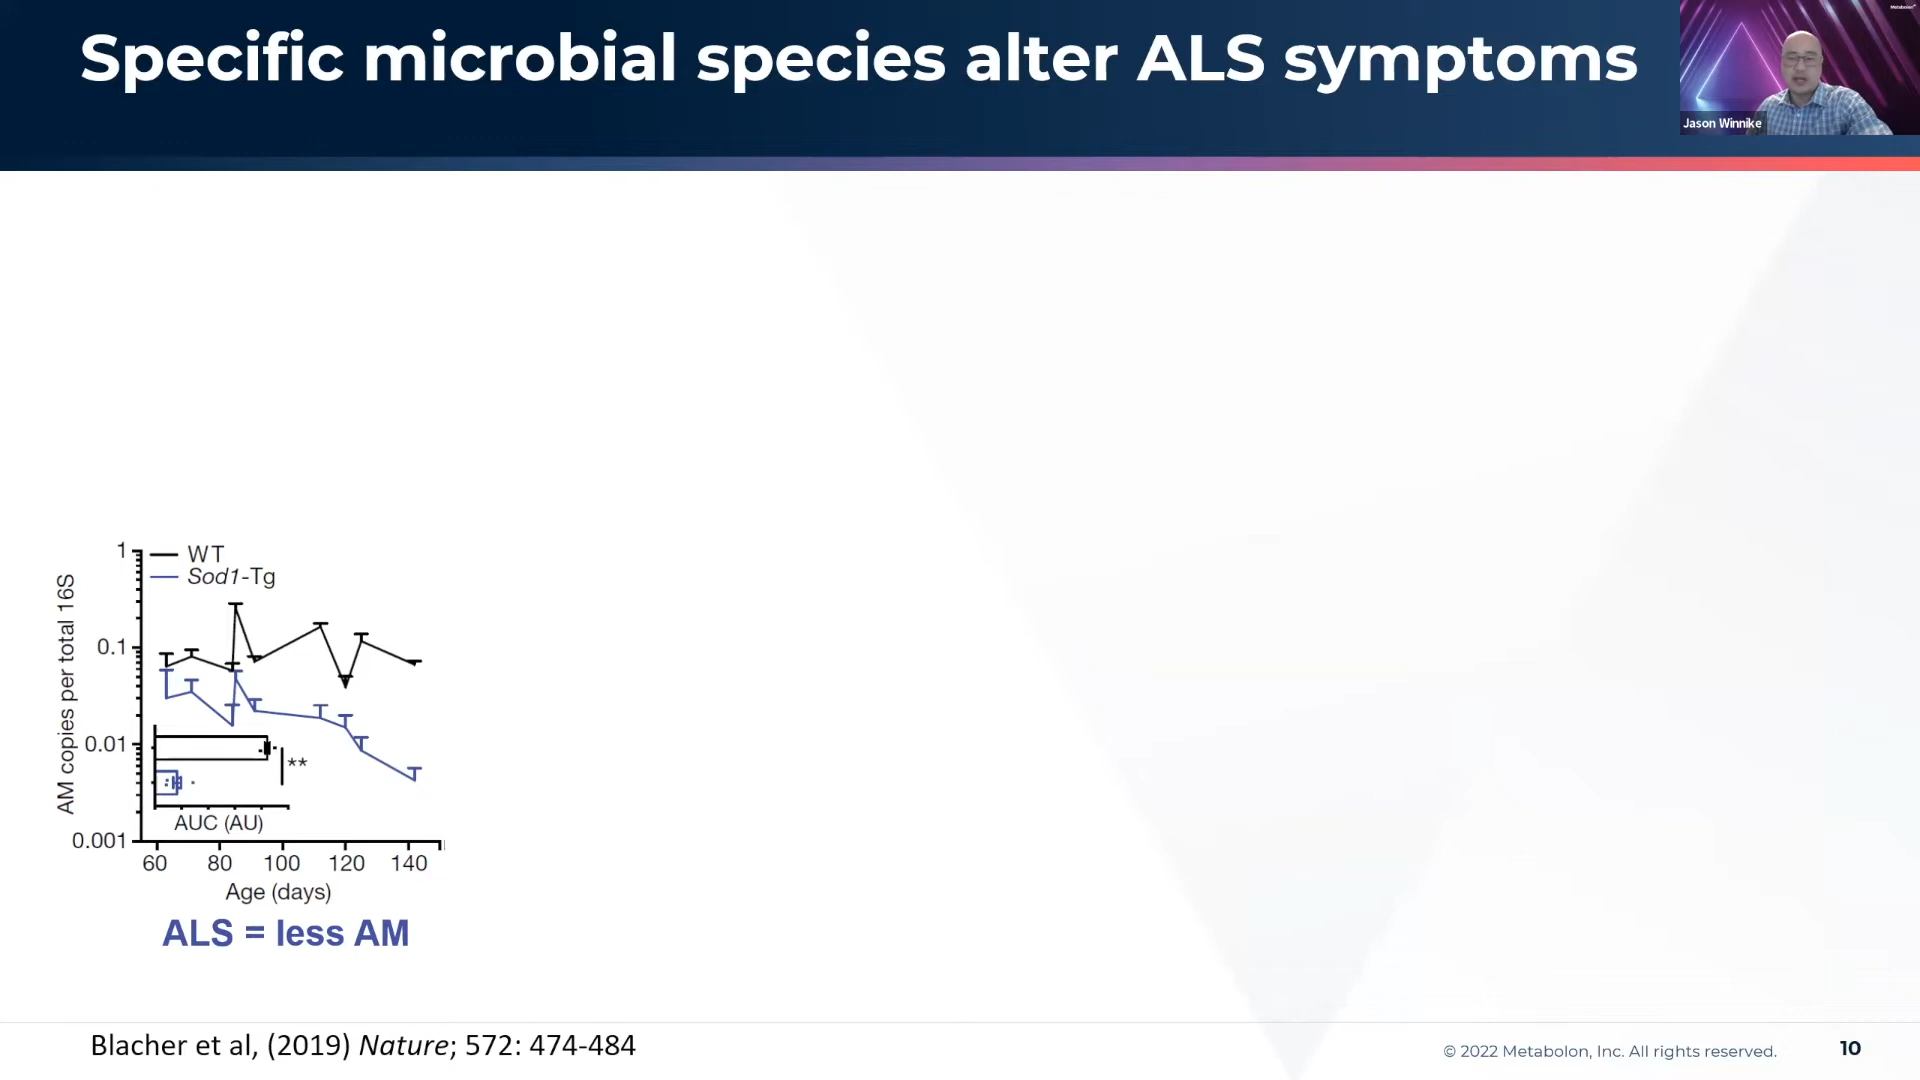 Specific microbial species alter ALS symptoms
Metabolon
Jason Winnike
WT
Sod1-Tg
AM copies per total 16S
1
0.1
0.01
0.001
**
AUC (AU)
60 80 100 120 140
Age (days)
ALS = less AM
Blacher et al, (2019) Nature; 572: 474-484
© 2022 Metabolon, Inc. All rights reserved.
10